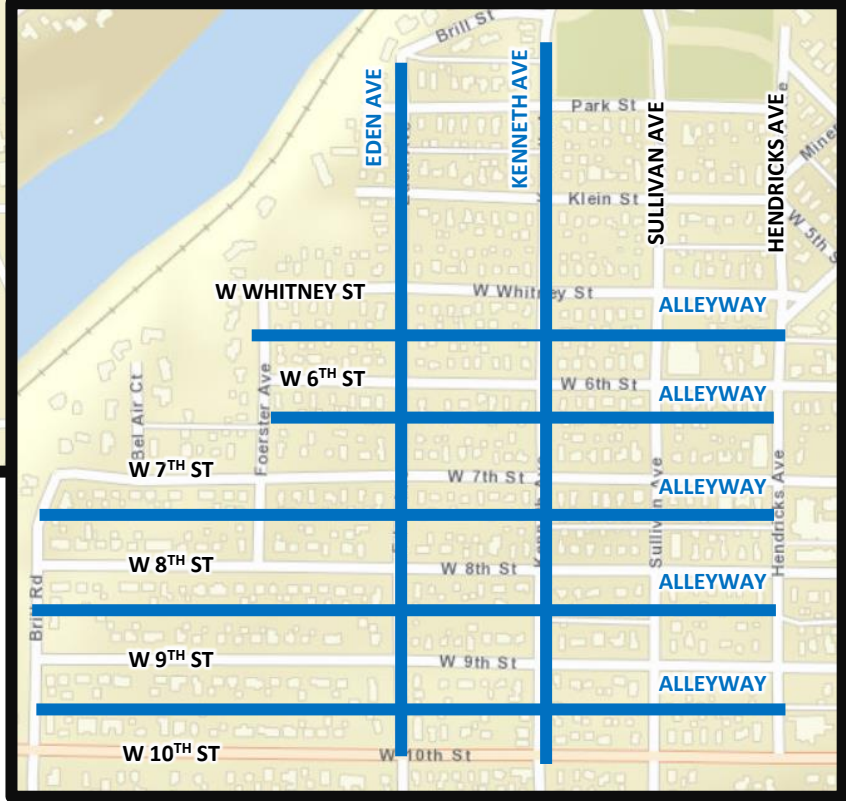 Brill St
EDEN AVE
KENNETH AVE
SULLIVAN AVE
HENDRICKS AVE
Park St
Klein St
W 5th S
W WHITNEY ST
W Whitney St
ALLEYWAY
W 6TH ST
W 6th St
ALLEYWAY
Bel Air Ct
Foerster Ave
W 7TH ST
W 7th St
ALLEYWAY
Sullivan Ave
Hendricks Ave
W 8TH ST
W 8th St
ALLEYWAY
W 9TH ST
W 9th St
ALLEYWAY
W 10TH ST
W 10th St